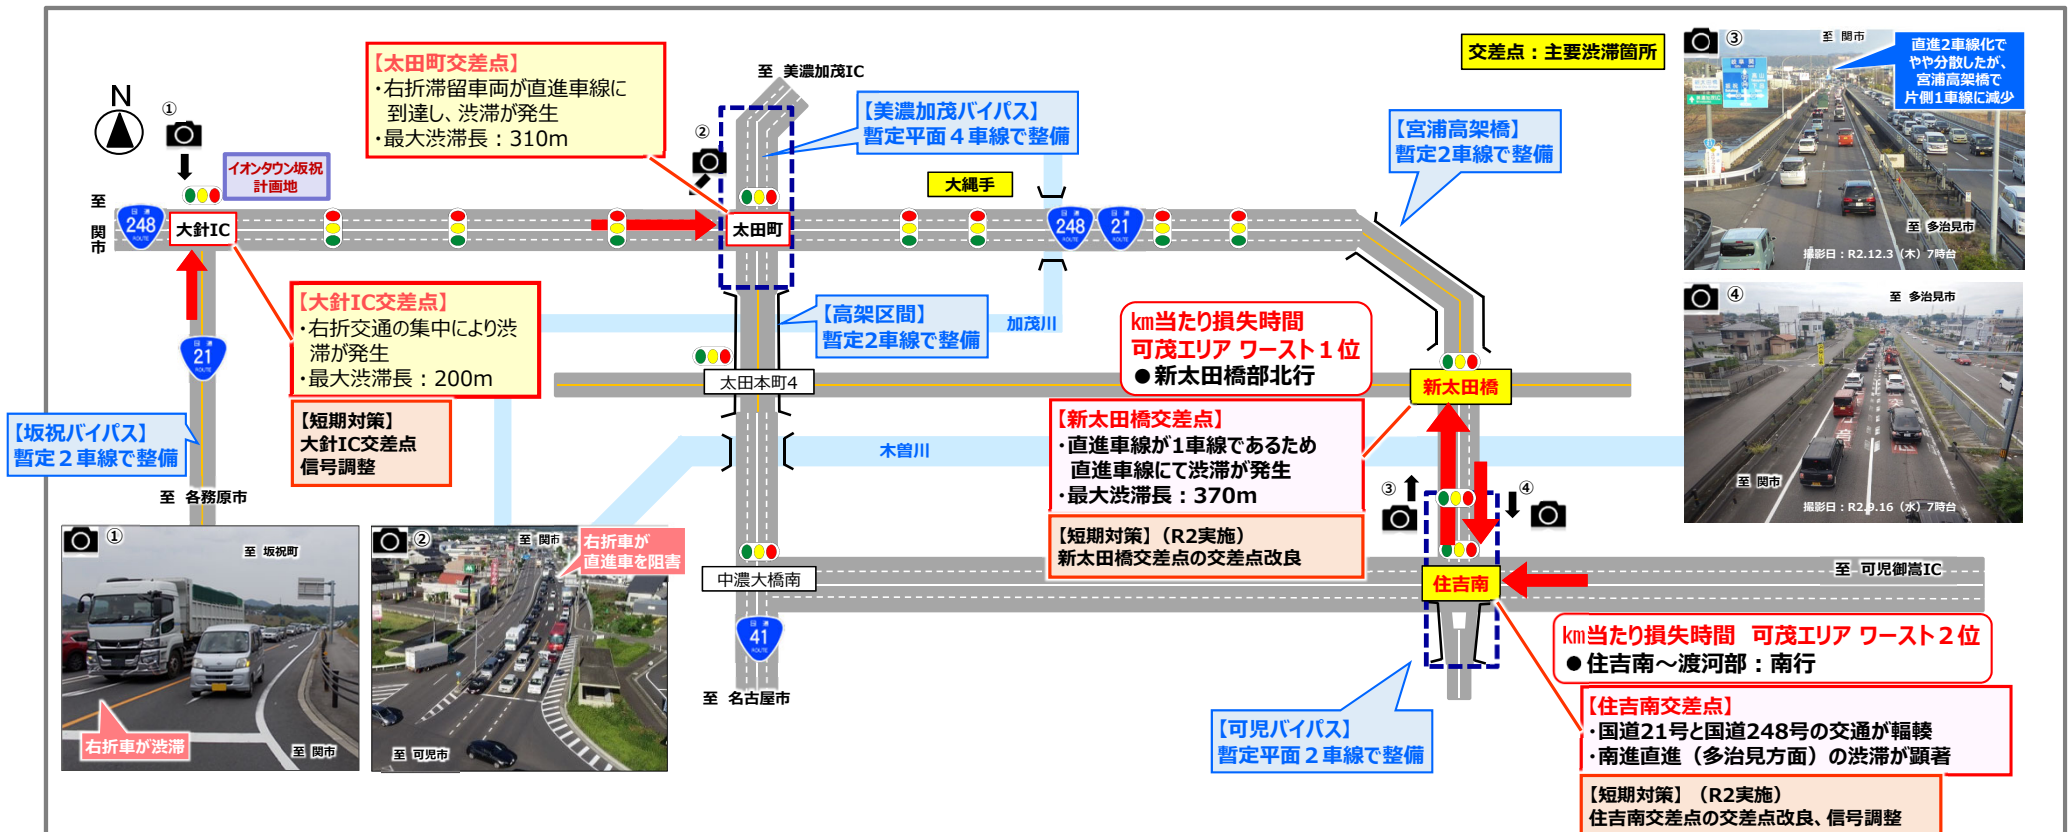 【太田町交差点】
・右折滞留車両が直進車線に
到達し、渋滞が発生
・最大渋滞長：310m
至 美濃加茂IC
交差点：主要渋滞箇所
N
①
②
【美濃加茂バイパス】
暫定平面４車線で整備
【宮浦高架橋】
暫定2車線で整備
イオンタウン坂祝
計画地
大縄手
至
関
市
248
ROUTE
大針IC
太田町
248
ROUTE
21
ROUTE
【大針IC交差点】
・右折交通の集中により渋
滞が発生
・最大渋滞長：200m
【短期対策】
大針IC交差点
信号調整
21
ROUTE
【高架区間】
暫定2車線で整備
加茂川
km当たり損失時間
可茂エリア ワースト１位
●新太田橋部北行
太田本町4
新太田橋
【坂祝バイパス】
暫定２車線で整備
【新太田橋交差点】
・直進車線が1車線であるため
直進車線にて渋滞が発生
・最大渋滞長：370m
木曽川
至 各務原市
③
④
【短期対策】（R2実施）
新太田橋交差点の交差点改良
中濃大橋南
住吉南
至 可児御嵩IC
41
ROUTE
至 名古屋市
km当たり損失時間 可茂エリア ワースト２位
●住吉南～渡河部：南行
【可児バイパス】
暫定平面２車線で整備
【住吉南交差点】
・国道21号と国道248号の交通が輻輳
・南進直進（多治見方面）の渋滞が顕著
【短期対策】（R2実施）
住吉南交差点の交差点改良、信号調整
①
至 坂祝町
右折車が渋滞
至 関市
②
至 関市
右折車が
直進車を阻害
至 可児市
③
至 関市
直進2車線化で
やや分散したが、
宮浦高架橋で
片側1車線に減少
至 多治見市
撮影日：R2.12.3（木）7時台
④
至 多治見市
至 関市
撮影日：R2.9.16（水）7時台